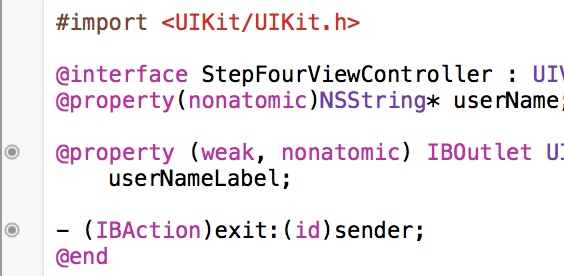 #import <UIKit/UIKit.h>
@interface StepFourViewController : UIV
@property(nonatomic)NSString* userName;
@property (weak, nonatomic) IBOutlet UI
userNameLabel;
- (IBAction)exit:(id)sender;
@end